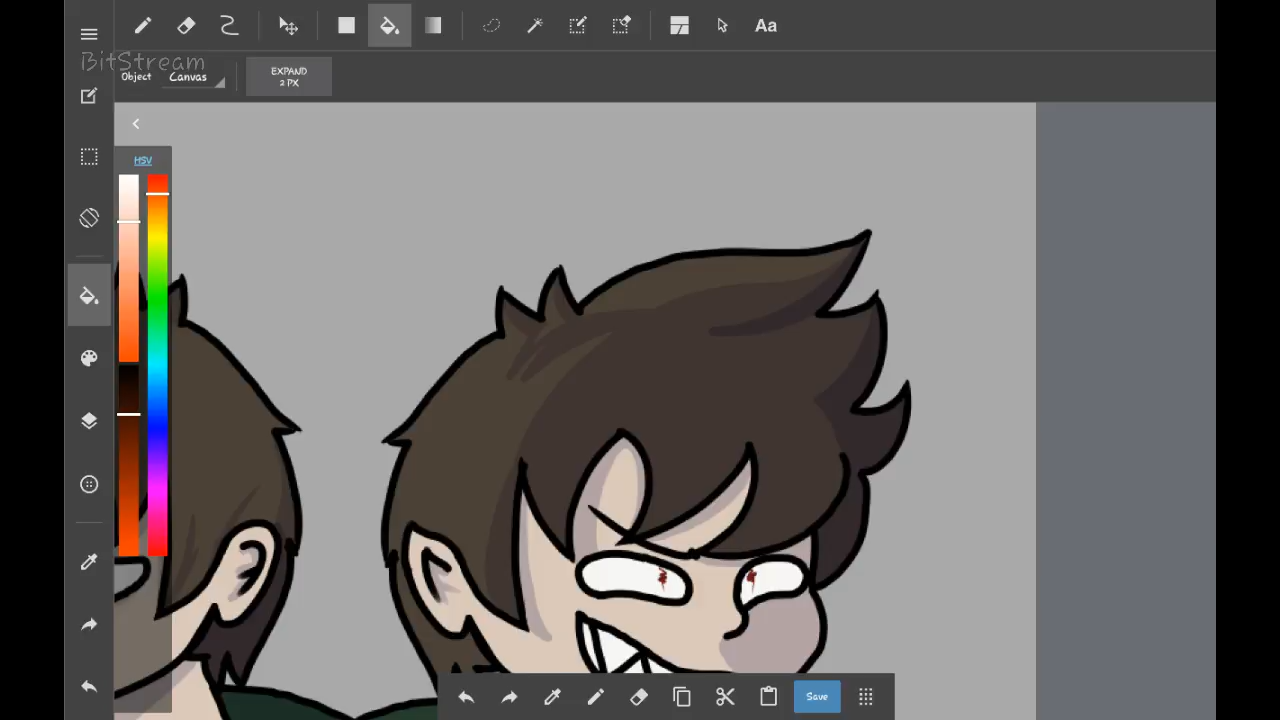 Aa
BitStream
Object Canvas
EXPAND
2 PX
HSV
Save